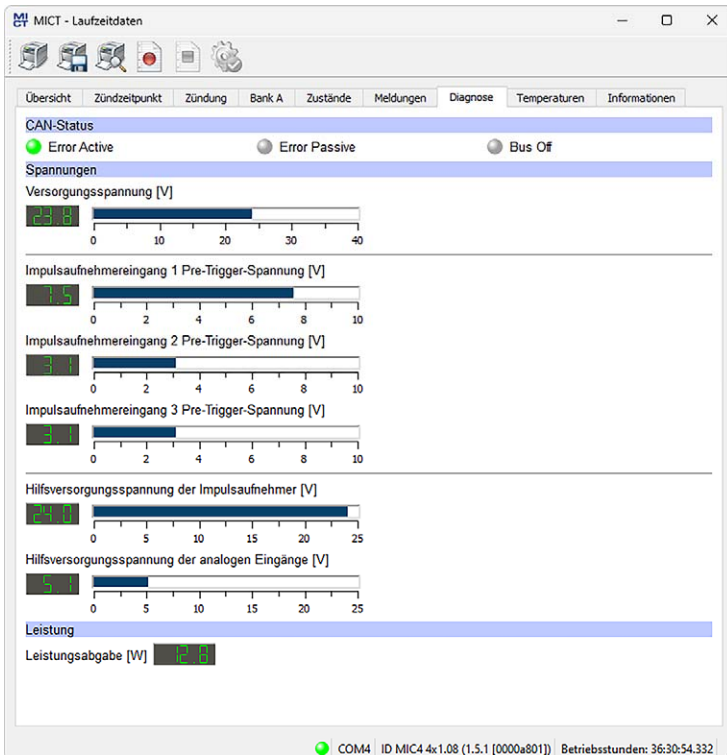 MICT
MICT - Laufzeitdaten
Übersicht Zündzeitpunkt Zündung Bank A Zustände Meldungen Diagnose Temperaturen Informationen
CAN-Status
Error Active Error Passive Bus Off
Spannungen
Versorgungsspannung [V]
23.8
0 10 20 30 40
Impulsaufnehmereingang 1 Pre-Trigger-Spannung [V]
7.5
0 2 4 6 8 10
Impulsaufnehmereingang 2 Pre-Trigger-Spannung [V]
3.1
0 2 4 6 8 10
Impulsaufnehmereingang 3 Pre-Trigger-Spannung [V]
3.1
0 2 4 6 8 10
Hilfsversorgungsspannung der Impulsaufnehmer [V]
24.0
0 5 10 15 20 25
Hilfsversorgungsspannung der analogen Eingänge [V]
5.1
0 5 10 15 20 25
Leistung
Leistungsabgabe [W] 12.8
COM4 ID MIC4 4x1.08 (1.5.1 [0000a801]) Betriebsstunden: 36:30:54.332